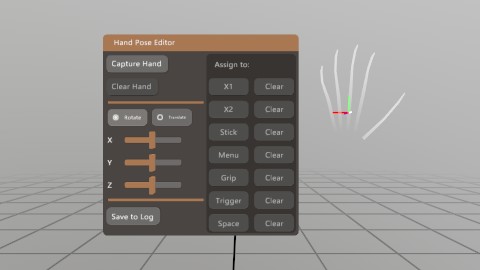 Hand Pose Editor
Capture Hand
Clear Hand
Rotate
Translate
X
Y
Z
Save to Log
Assign to:
X1 Clear
X2 Clear
Stick Clear
Menu Clear
Grip Clear
Trigger Clear
Space Clear